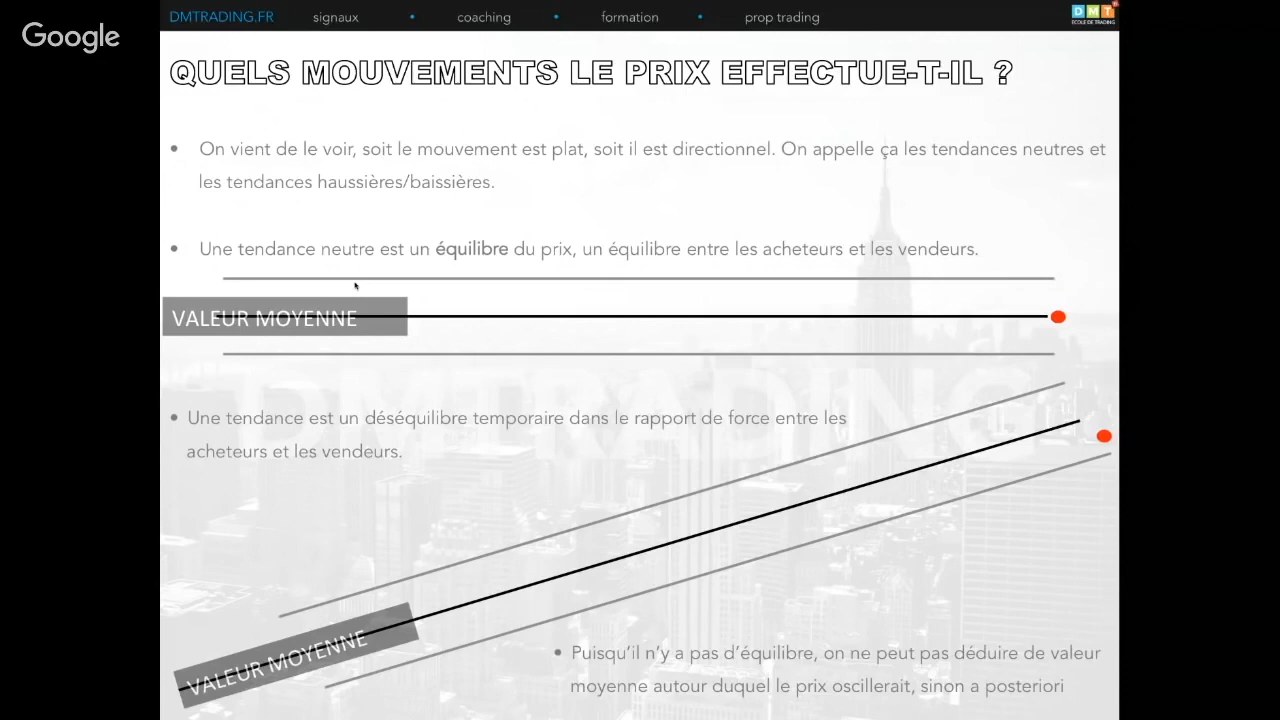 Google
DMTRADING.FR signaux • coaching • formation • prop trading
DMT
ECOLE DE TRADING
QUELS MOUVEMENTS LE PRIX EFFECTUE-T-IL ?
• On vient de le voir, soit le mouvement est plat, soit il est directionnel. On appelle ça les tendances neutres et
les tendances haussières/baissières.
• Une tendance neutre est un équilibre du prix, un équilibre entre les acheteurs et les vendeurs.
VALEUR MOYENNE
DMTRADING
• Une tendance est un déséquilibre temporaire dans le rapport de force entre les
acheteurs et les vendeurs.
VALEUR MOYENNE
• Puisqu'il n'y a pas d'équilibre, on ne peut pas déduire de valeur
moyenne autour duquel le prix oscillerait, sinon a posteriori